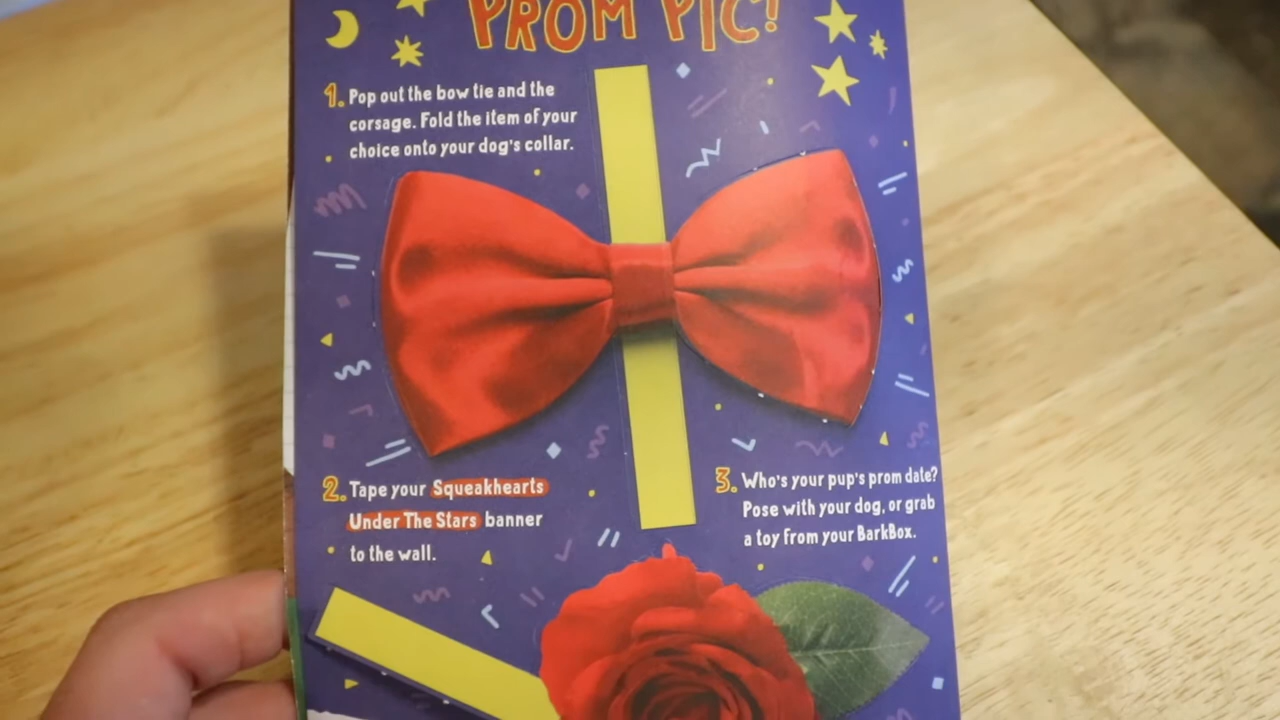 PROM PIC!
1. Pop out the bow tie and the
corsage. Fold the item of your
choice onto your dog's collar.
2. Tape your Squeakhearts
Under The Stars banner
to the wall.
3. Who's your pup's prom date?
Pose with your dog, or grab
a toy from your BarkBox.